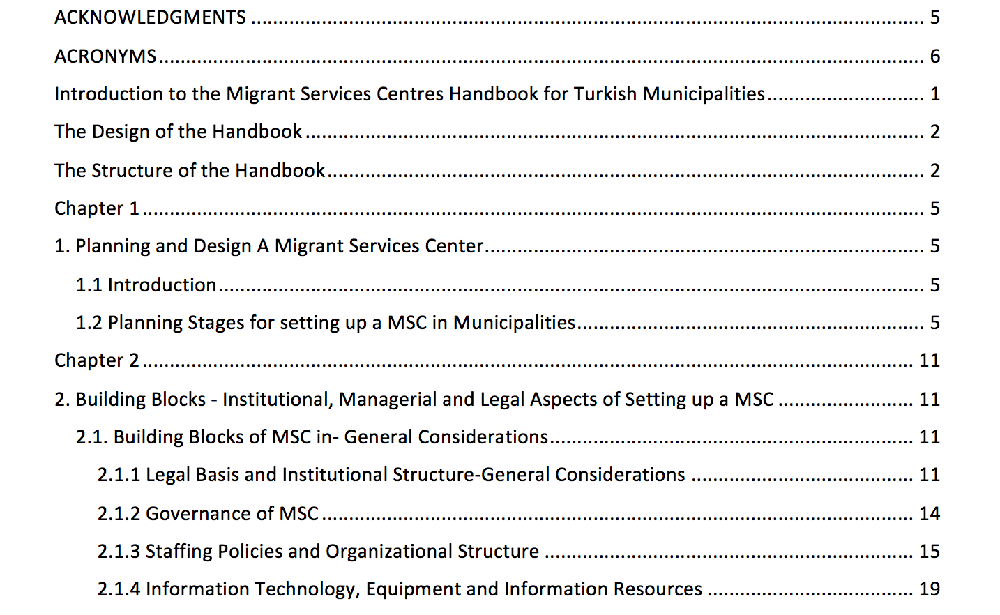 ACKNOWLEDGMENTS ........ 5
ACRONYMS ........ 6
Introduction to the Migrant Services Centres Handbook for Turkish Municipalities ........ 1
The Design of the Handbook ........ 2
The Structure of the Handbook ........ 2
Chapter 1 ........ 5
1. Planning and Design A Migrant Services Center ........ 5
1.1 Introduction ........ 5
1.2 Planning Stages for setting up a MSC in Municipalities ........ 5
Chapter 2 ........ 11
2. Building Blocks - Institutional, Managerial and Legal Aspects of Setting up a MSC ........ 11
2.1. Building Blocks of MSC in- General Considerations ........ 11
2.1.1 Legal Basis and Institutional Structure-General Considerations ........ 11
2.1.2 Governance of MSC ........ 14
2.1.3 Staffing Policies and Organizational Structure ........ 15
2.1.4 Information Technology, Equipment and Information Resources ........ 19